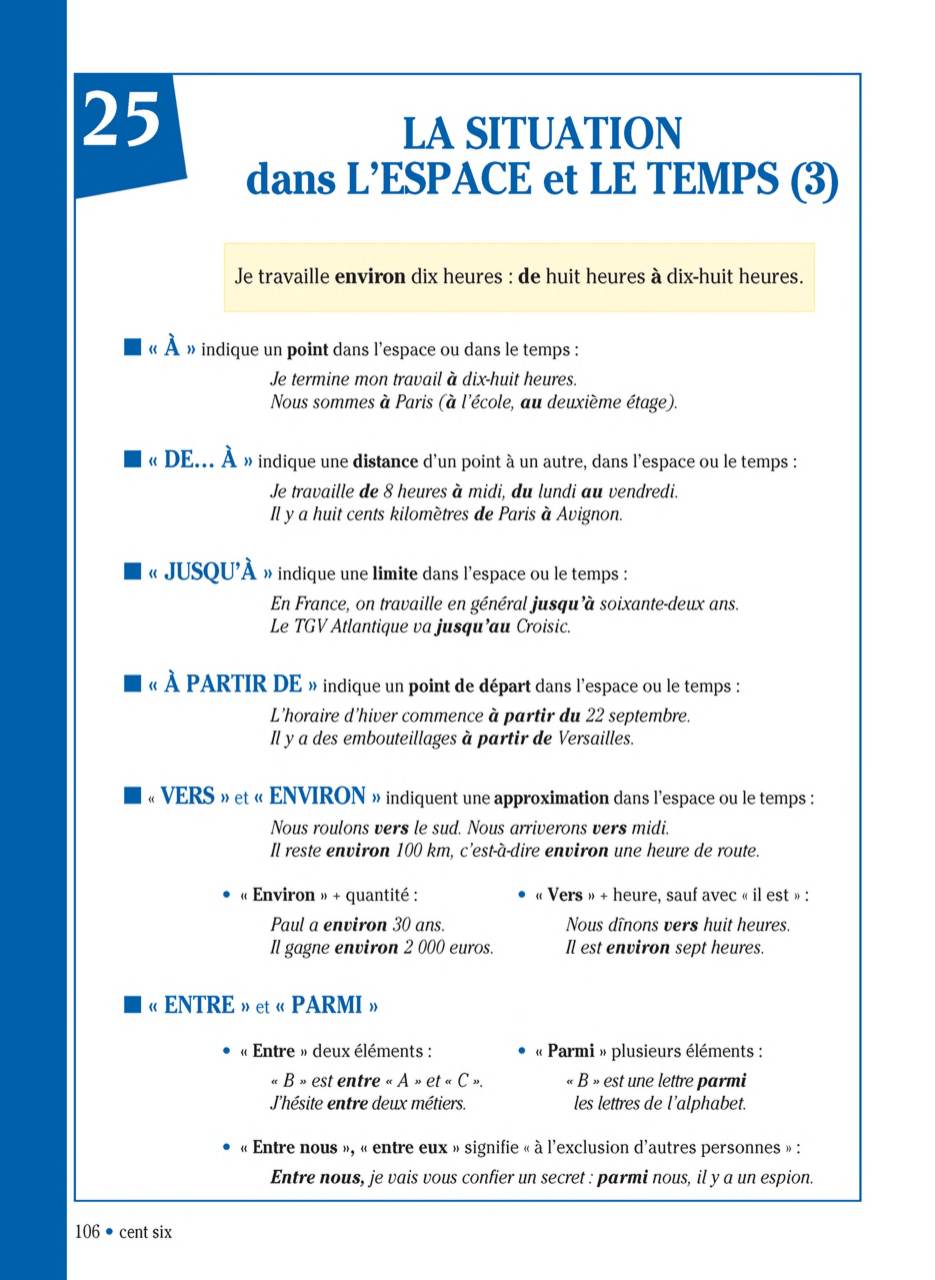 25
LA SITUATION
dans L’ESPACE et LE TEMPS (3)
Je travaille environ dix heures : de huit heures à dix-huit heures.
■ « À » indique un point dans l’espace ou dans le temps :
Je termine mon travail à dix-huit heures.
Nous sommes à Paris (à l’école, au deuxième étage).
■ « DE… À » indique une distance d’un point à un autre, dans l’espace ou le temps :
Je travaille de 8 heures à midi, du lundi au vendredi.
Il y a huit cents kilomètres de Paris à Avignon.
■ « JUSQU’À » indique une limite dans l’espace ou le temps :
En France, on travaille en général jusqu’à soixante-deux ans.
Le TGV Atlantique va jusqu’au Croisic.
■ « À PARTIR DE » indique un point de départ dans l’espace ou le temps :
L’horaire d’hiver commence à partir du 22 septembre.
Il y a des embouteillages à partir de Versailles.
■ « VERS » et « ENVIRON » indiquent une approximation dans l’espace ou le temps :
Nous roulons vers le sud. Nous arriverons vers midi.
Il reste environ 100 km, c’est-à-dire environ une heure de route.
• « Environ » + quantité :
Paul a environ 30 ans.
Il gagne environ 2 000 euros.
• « Vers » + heure, sauf avec « il est » :
Nous dînons vers huit heures.
Il est environ sept heures.
■ « ENTRE » et « PARMI »
• « Entre » deux éléments :
« B » est entre « A » et « C ».
J’hésite entre deux métiers.
• « Parmi » plusieurs éléments :
« B » est une lettre parmi
les lettres de l’alphabet.
• « Entre nous », « entre eux » signifie « à l’exclusion d’autres personnes » :
Entre nous, je vais vous confier un secret : parmi nous, il y a un espion.
106 • cent six